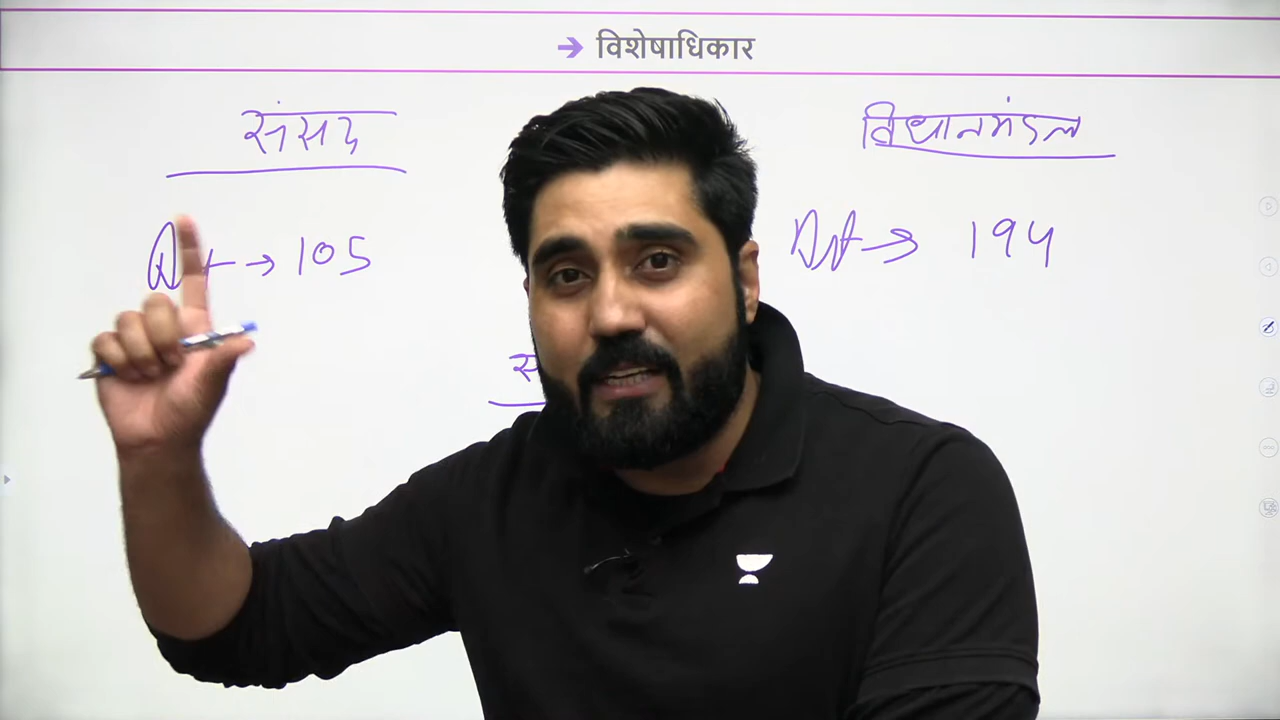 → विशेषाधिकार
संसद
विधानमंडल
Art → 105
Art → 194
स